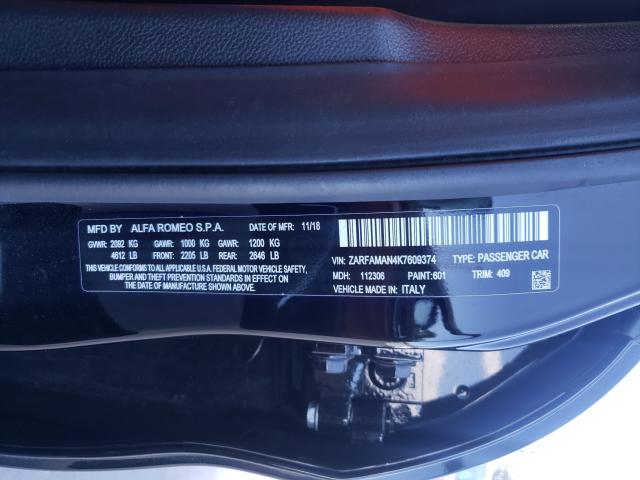 MFD BY ALFA ROMEO S.P.A. DATE OF MFR: 11/18
GVWR: 2092 KG GAWR: 1000 KG GAWR: 1200 KG
4612 LB FRONT: 2205 LB REAR: 2646 LB
THIS VEHICLE CONFORMS TO ALL APPLICABLE U.S.A. FEDERAL MOTOR VEHICLE SAFETY,
BUMPER AND THEFT PREVENTION STANDARDS IN EFFECT ON THE
DATE OF MANUFACTURE SHOWN ABOVE.
VIN: ZARFAMAN4K7609374 TYPE: PASSENGER CAR
MDH: 112306 PAINT:601 TRIM: 409
VEHICLE MADE IN: ITALY